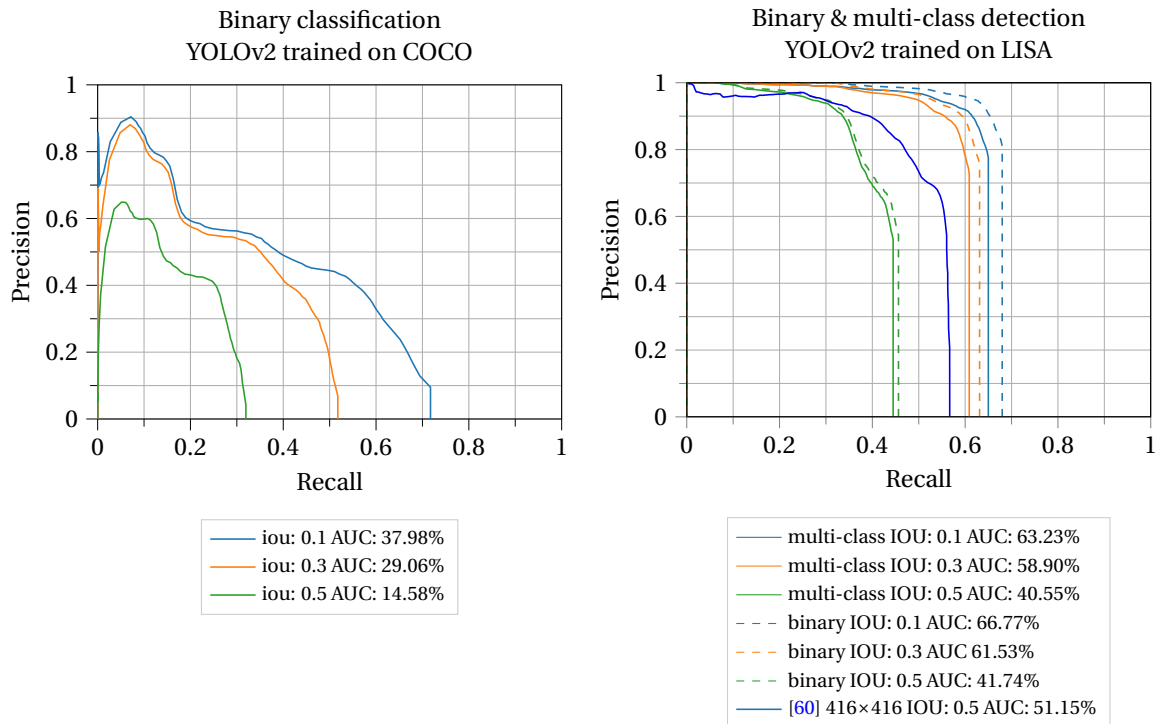 Binary classification
YOLOv2 trained on COCO
1
0.8
0.6
0.4
0.2
0
Precision
0
0.2
0.4
0.6
0.8
1
Recall
iou: 0.1 AUC: 37.98%
iou: 0.3 AUC: 29.06%
iou: 0.5 AUC: 14.58%
Binary & multi-class detection
YOLOv2 trained on LISA
1
0.8
0.6
0.4
0.2
0
Precision
0
0.2
0.4
0.6
0.8
1
Recall
multi-class IOU: 0.1 AUC: 63.23%
multi-class IOU: 0.3 AUC: 58.90%
multi-class IOU: 0.5 AUC: 40.55%
binary IOU: 0.1 AUC: 66.77%
binary IOU: 0.3 AUC 61.53%
binary IOU: 0.5 AUC: 41.74%
[60] 416×416 IOU: 0.5 AUC: 51.15%